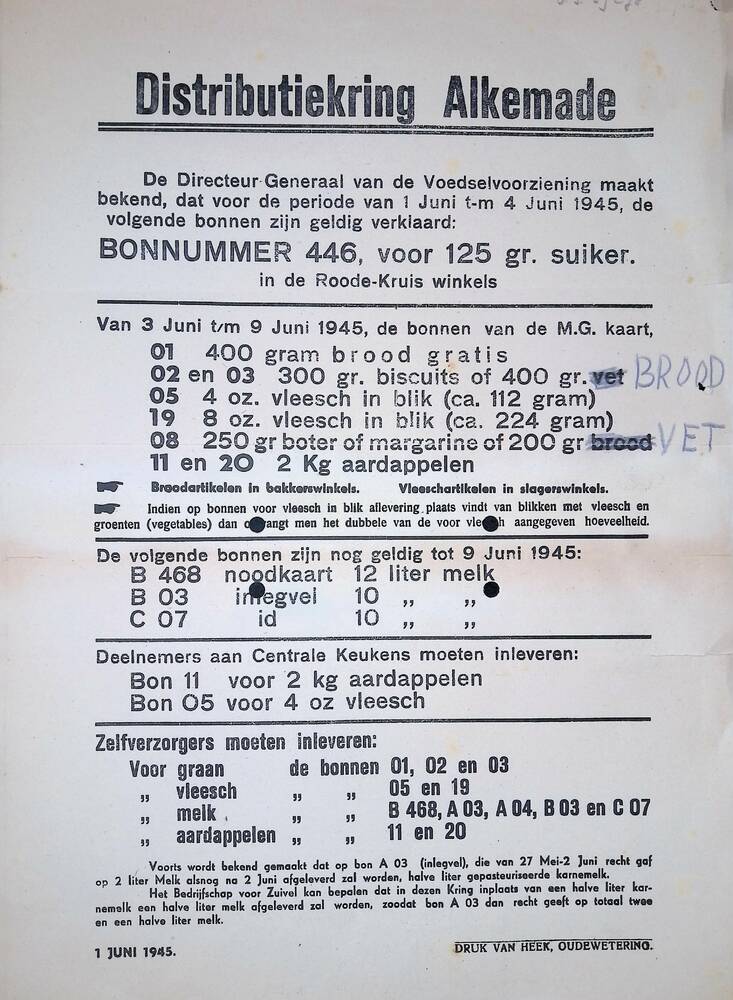 Distributiekring Alkemade
De Directeur-Generaal van de Voedselvoorziening maakt
bekend, dat voor de periode van 1 Juni t-m 4 Juni 1945, de
volgende bonnen zijn geldig verklaard:
BONNUMMER 446, voor 125 gr. suiker.
in de Roode-Kruis winkels
Van 3 Juni t/m 9 Juni 1945, de bonnen van de M.G. kaart,
01 400 gram brood gratis
02 en 03 300 gr. biscuits of 400 gr. vet BROOD
05 4 oz. vleesch in blik (ca. 112 gram)
19 8 oz. vleesch in blik (ca. 224 gram)
08 250 gr boter of margarine of 200 gr brood VET
11 en 20 2 Kg aardappelen
Broodartikelen in bakkerswinkels. Vleeschartikelen in slagerswinkels.
Indien op bonnen voor vleesch in blik aflevering plaats vindt van blikken met vleesch en
groenten (vegetables) dan ontvangt men het dubbele van de voor vleesch aangegeven hoeveelheid.
De volgende bonnen zijn nog geldig tot 9 Juni 1945:
B 468 noodkaart 12 liter melk
B 03 inlegvel 10 „ „
C 07 id 10 „ „
Deelnemers aan Centrale Keukens moeten inleveren:
Bon 11 voor 2 kg aardappelen
Bon 05 voor 4 oz vleesch
Zelfverzorgers moeten inleveren:
Voor graan de bonnen 01, 02 en 03
„ vleesch „ „ 05 en 19
„ melk „ „ B 468, A 03, A 04, B 03 en C 07
„ aardappelen „ „ 11 en 20
Voorts wordt bekend gemaakt dat op bon A 03 (inlegvel), die van 27 Mei-2 Juni recht gaf
op 2 liter Melk alsnog na 2 Juni afgeleverd zal worden, halve liter gepasteuriseerde karnemelk.
Het Bedrijfschap voor Zuivel kan bepalen dat in dezen Kring inplaats van een halve liter kar-
nemelk een halve liter melk afgeleverd zal worden, zoodat bon A 03 dan recht geeft op totaal twee
en een halve liter melk.
1 JUNI 1945.
DRUK VAN HEEK, OUDEWETERING.